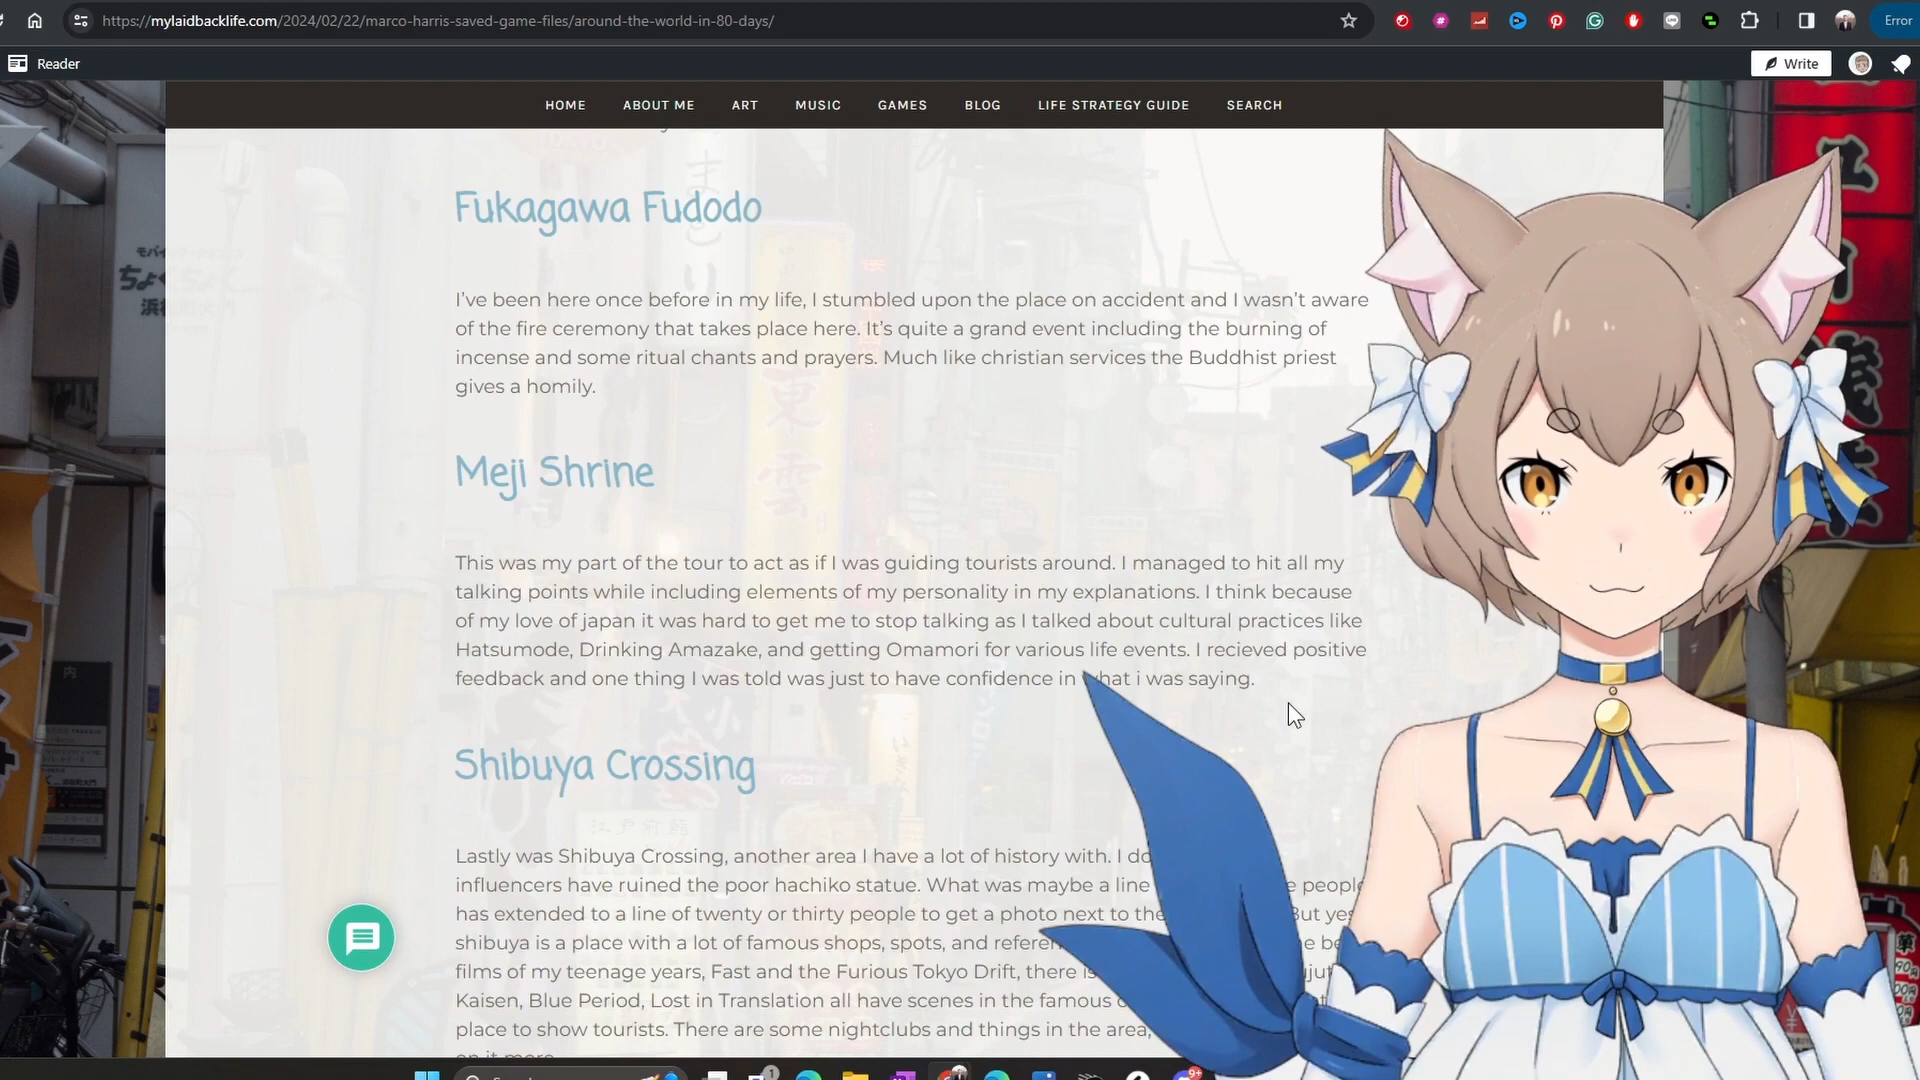 https://mylaidbacklife.com/2024/02/22/marco-harris-saved-game-files/around-the-world-in-80-days/
Error
Reader
Write
HOME ABOUT ME ART MUSIC GAMES BLOG LIFE STRATEGY GUIDE SEARCH
Fukagawa Fudodo
I've been here once before in my life, I stumbled upon the place on accident and I wasn't aware
of the fire ceremony that takes place here. It's quite a grand event including the burning of
incense and some ritual chants and prayers. Much like christian services the Buddhist priest
gives a homily.
Meji Shrine
This was my part of the tour to act as if I was guiding tourists around. I managed to hit all my
talking points while including elements of my personality in my explanations. I think because
of my love of japan it was hard to get me to stop talking as I talked about cultural practices like
Hatsumode, Drinking Amazake, and getting Omamori for various life events. I recieved positive
feedback and one thing I was told was just to have confidence in what i was saying.
Shibuya Crossing
Lastly was Shibuya Crossing, another area I have a lot of history with. I do
influencers have ruined the poor hachiko statue. What was maybe a line people
has extended to a line of twenty or thirty people to get a photo next to the But yes
shibuya is a place with a lot of famous shops, spots, and
films of my teenage years, Fast and the Furious Tokyo Drift, there is
Kaisen, Blue Period, Lost in Translation all have scenes in the famous
place to show tourists. There are some nightclubs and things in the area,
on it more
東雲
1
9+